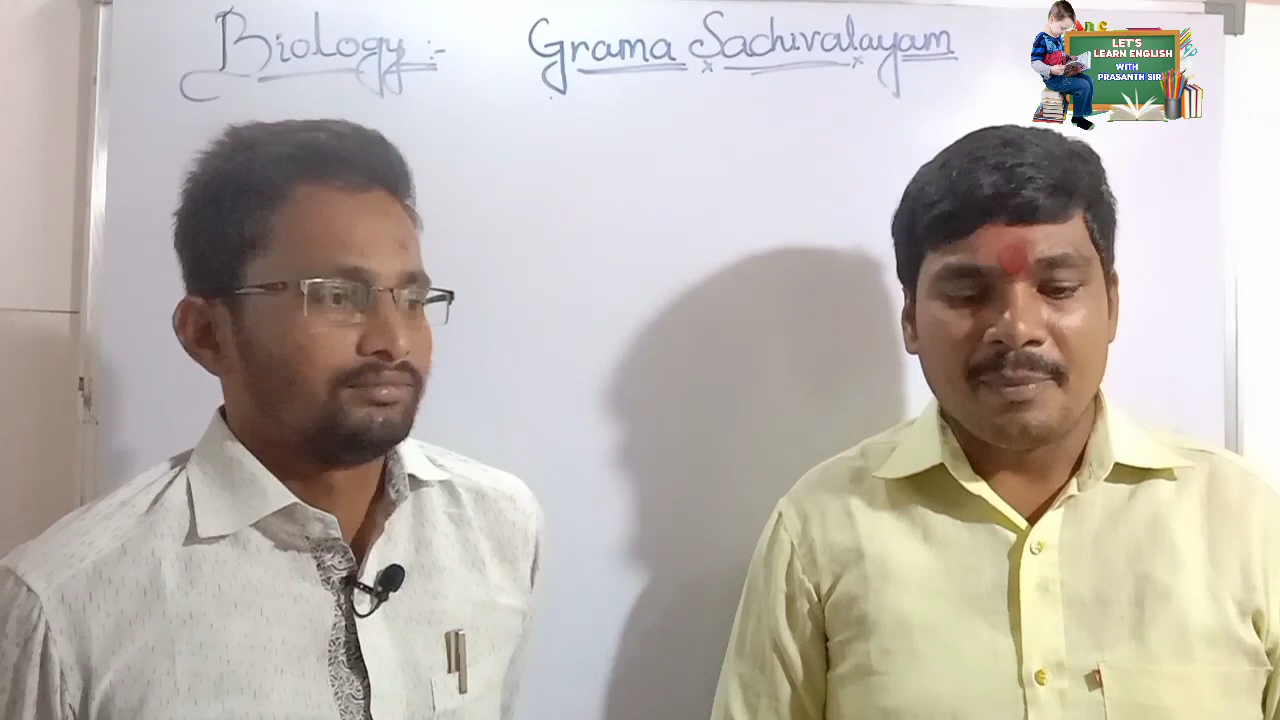 Biology :- Grama Sachivalayam
LET'S
LEARN ENGLISH
WITH
PRASANTH SIR